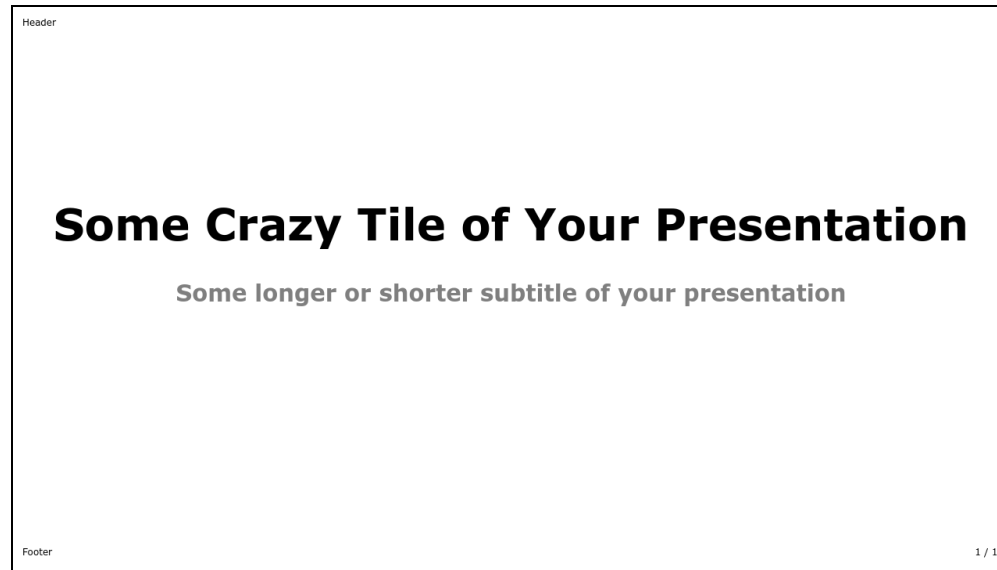 Header
Some Crazy Tile of Your Presentation
Some longer or shorter subtitle of your presentation
Footer
1 / 1